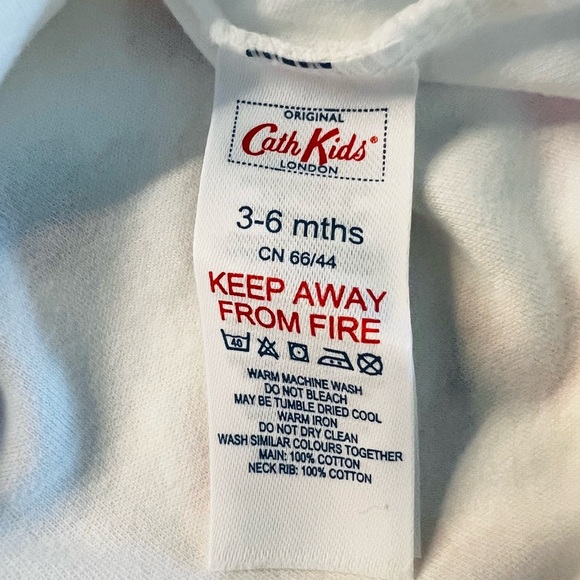 ORIGINAL
Cath Kids®
LONDON
3-6 mths
CN 66/44
KEEP AWAY
FROM FIRE
40
WARM MACHINE WASH
DO NOT BLEACH
MAY BE TUMBLE DRIED COOL
WARM IRON
DO NOT DRY CLEAN
WASH SIMILAR COLOURS TOGETHER
MAIN: 100% COTTON
NECK RIB: 100% COTTON